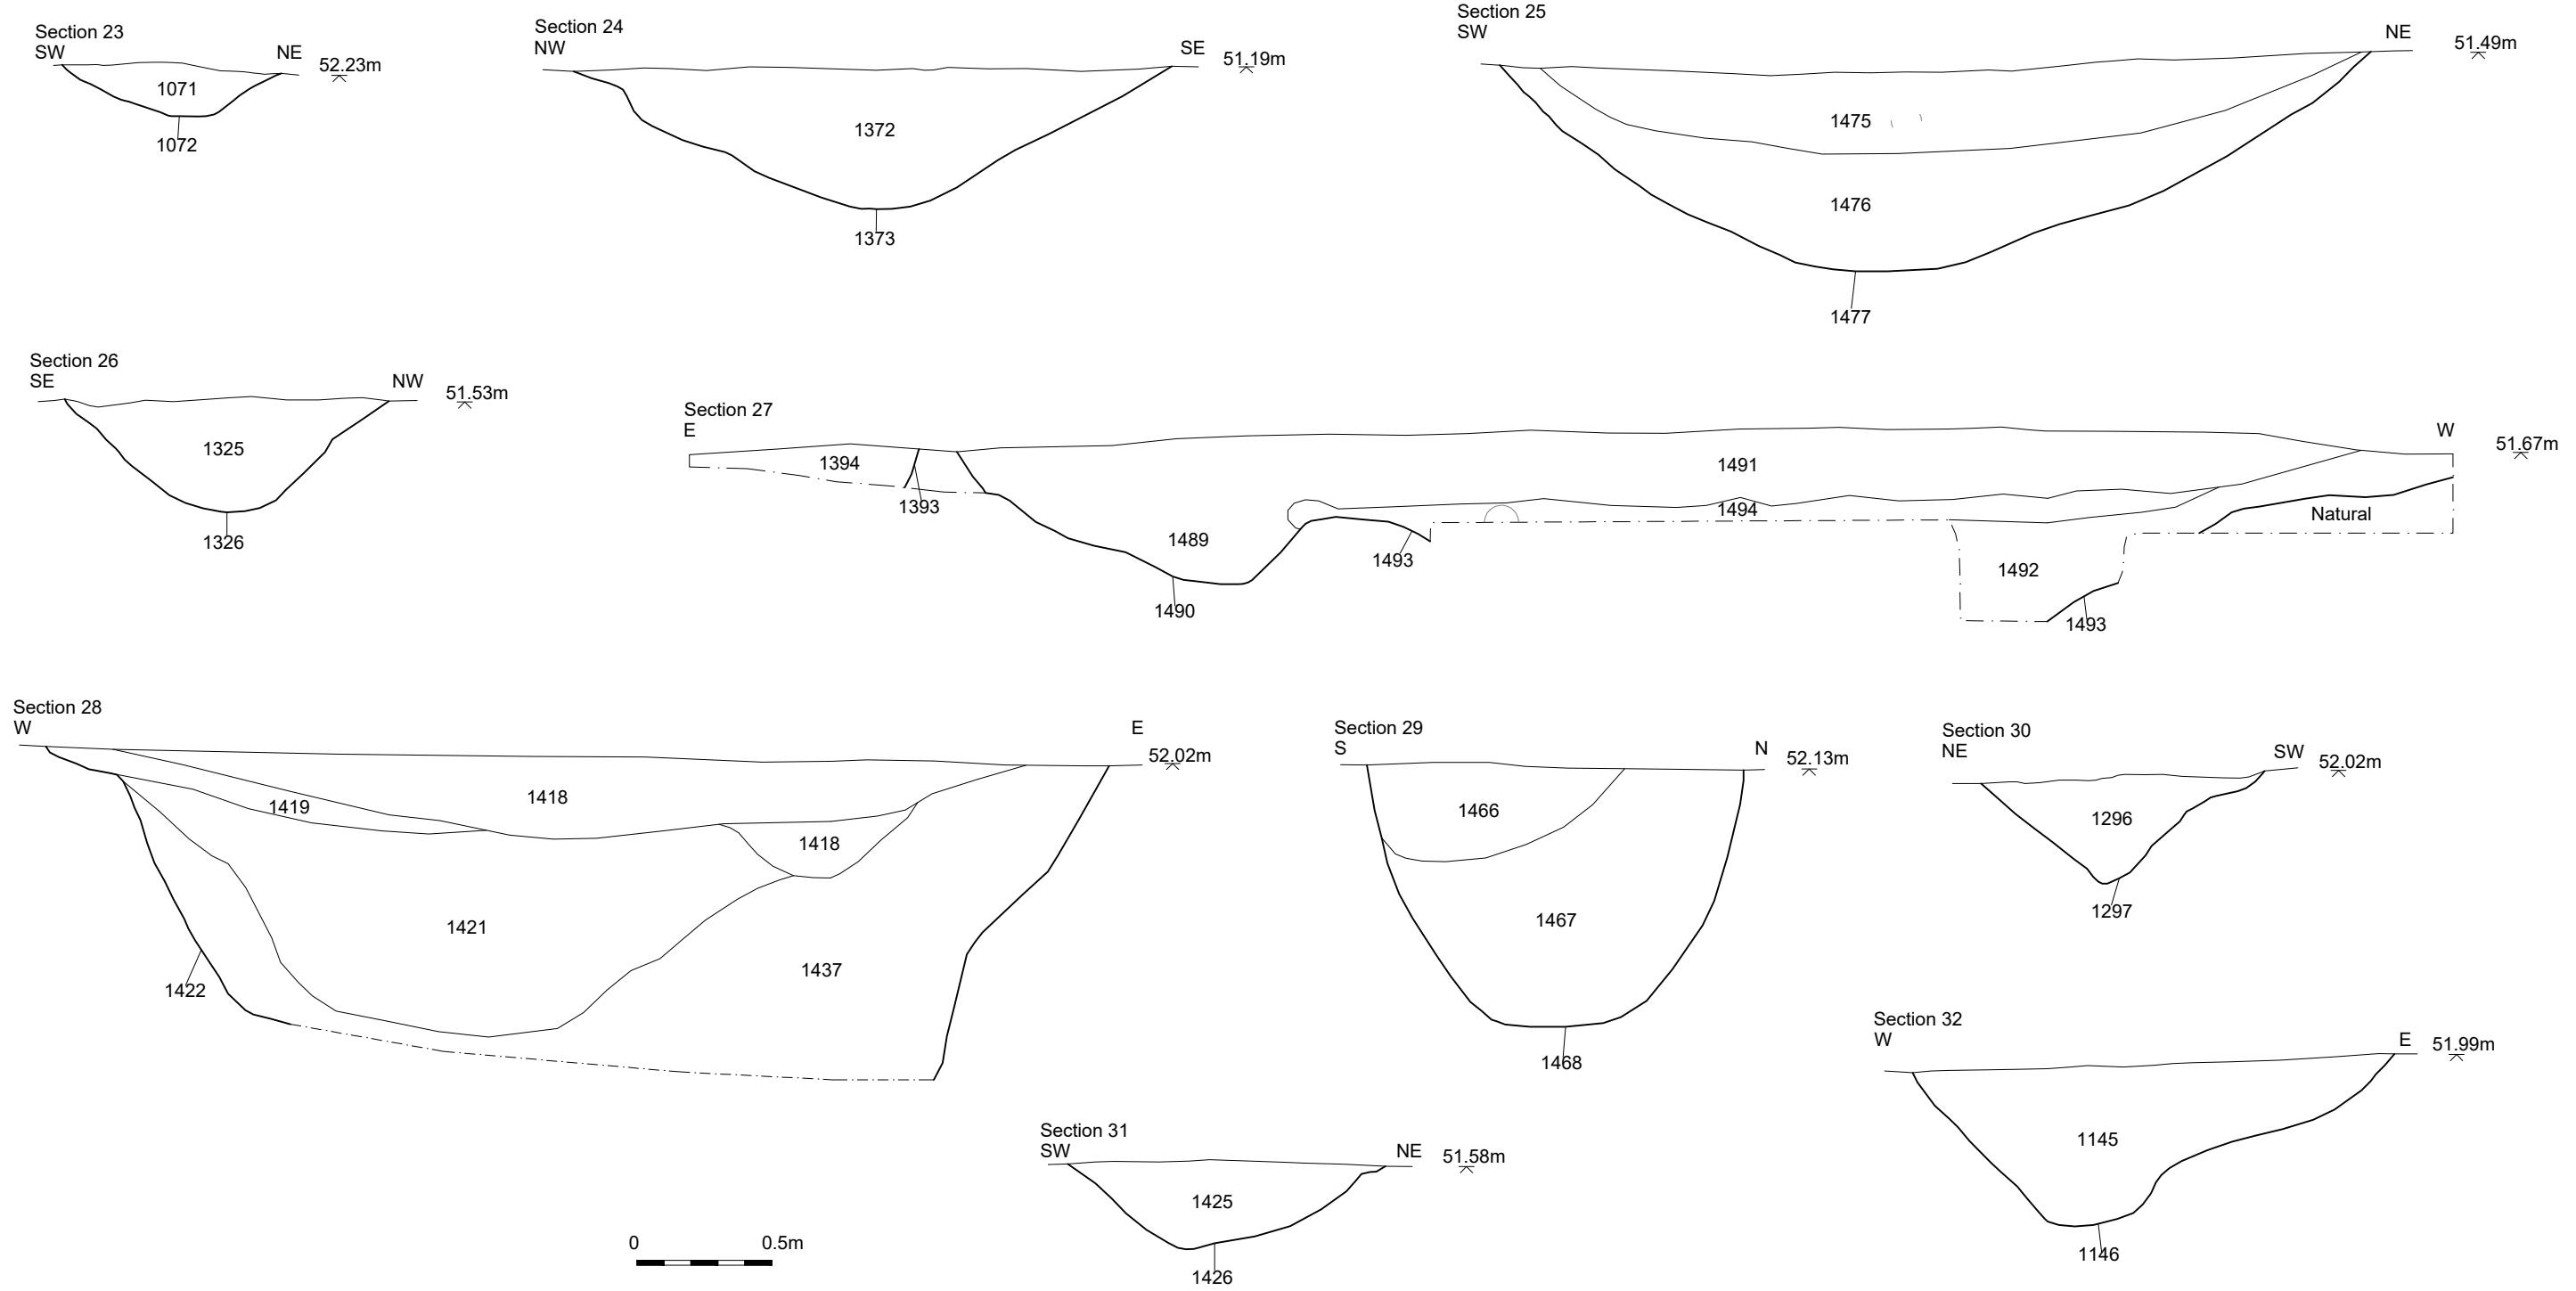 Section 23
SW
NE
52.23m
1071
1072
Section 24
NW
SE
51.19m
1372
1373
Section 25
SW
NE
51.49m
1475
1476
1477
Section 26
SE
NW
51.53m
1325
1326
Section 27
E
W
51.67m
1394
1393
1491
1494
1489
1490
1493
1492
1493
Natural
Section 28
W
E
52.02m
1419
1418
1418
1421
1437
1422
Section 29
S
N
52.13m
1466
1467
1468
Section 30
NE
SW
52.02m
1296
1297
Section 31
SW
NE
51.58m
1425
1426
Section 32
W
E
51.99m
1145
1146
0
0.5m